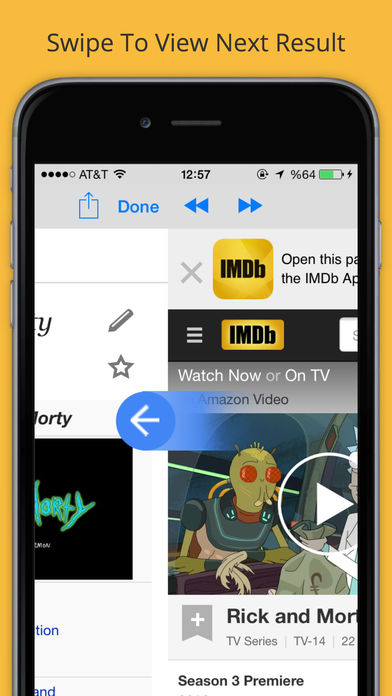 Swipe To View Next Result
AT&T 12:57 %64
Done
Open this pa
the IMDb Ap
IMDb
ty
IMDb
S
Watch Now or On TV
Amazon Video
Morty
Rick and Mort
TV Series TV-14 22
tion
Season 3 Premiere
and